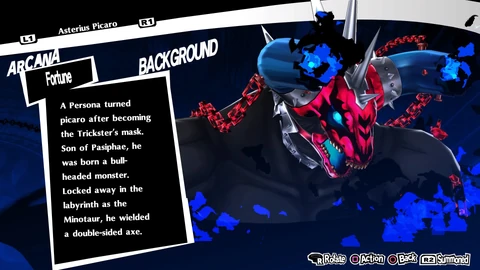 L1 Asterius Picaro R1
ARCANA
Fortune
BACKGROUND
A Persona turned
picaro after becoming
the Trickster's mask.
Son of Pasiphae, he
was born a bull-
headed monster.
Locked away in the
labyrinth as the
Minotaur, he wielded
a double-sided axe.
R Rotate Action Back R2 Summoned